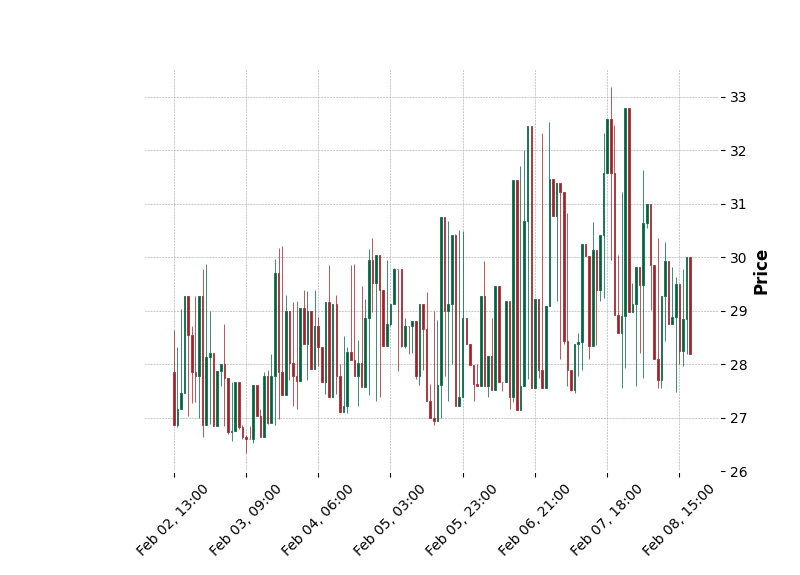 33
32
31
30
29
28
27
26
Price
Feb 02, 13:00
Feb 03, 09:00
Feb 04, 06:00
Feb 05, 03:00
Feb 05, 23:00
Feb 06, 21:00
Feb 07, 18:00
Feb 08, 15:00